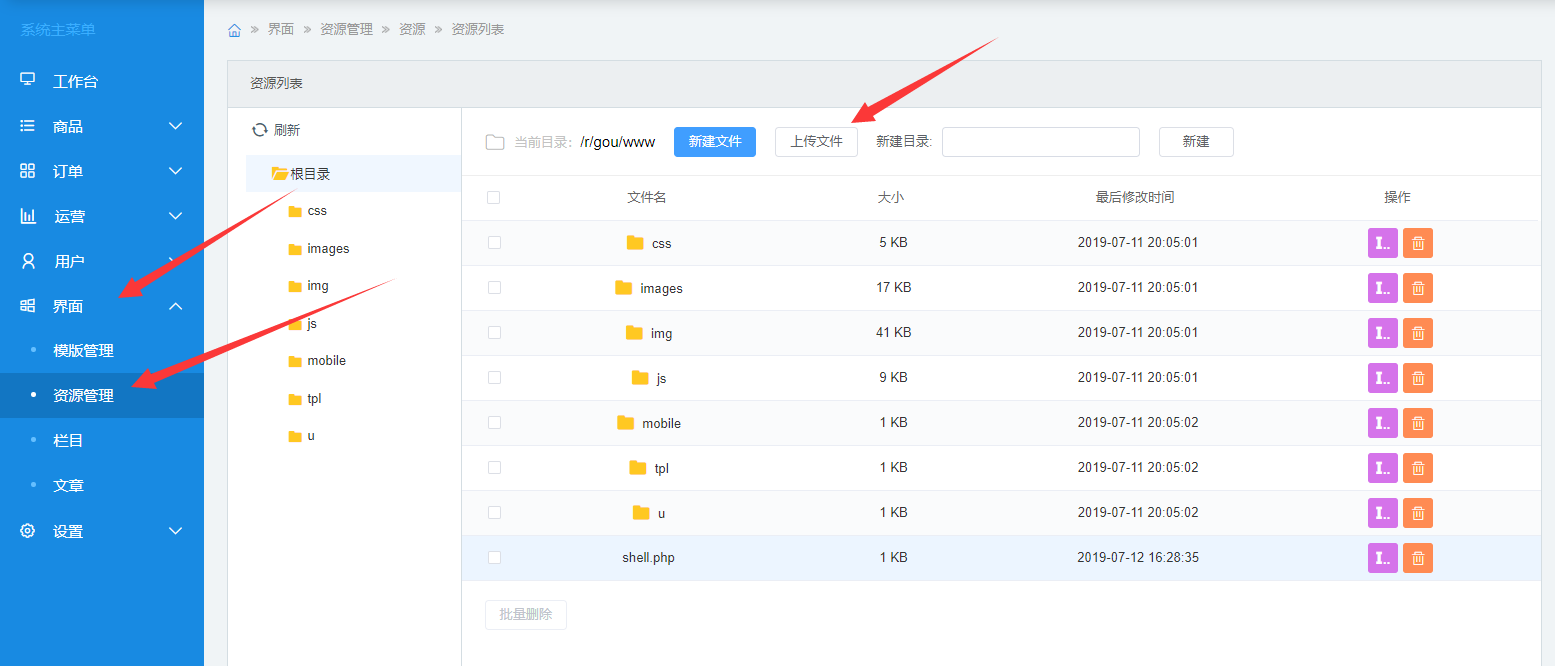 系统主菜单
工作台
商品
订单
运营
用户
界面
模版管理
资源管理
栏目
文章
设置
界面 » 资源管理 » 资源 » 资源列表
资源列表
刷新
根目录
css
images
img
js
mobile
tpl
u
当前目录: /r/gou/www 新建文件 上传文件 新建目录: 新建
文件名 大小 最后修改时间 操作
css 5 KB 2019-07-11 20:05:01 I..
images 17 KB 2019-07-11 20:05:01 I..
img 41 KB 2019-07-11 20:05:01 I..
js 9 KB 2019-07-11 20:05:01 I..
mobile 1 KB 2019-07-11 20:05:02 I..
tpl 1 KB 2019-07-11 20:05:02 I..
u 1 KB 2019-07-11 20:05:02 I..
shell.php 1 KB 2019-07-12 16:28:35 I..
批量删除